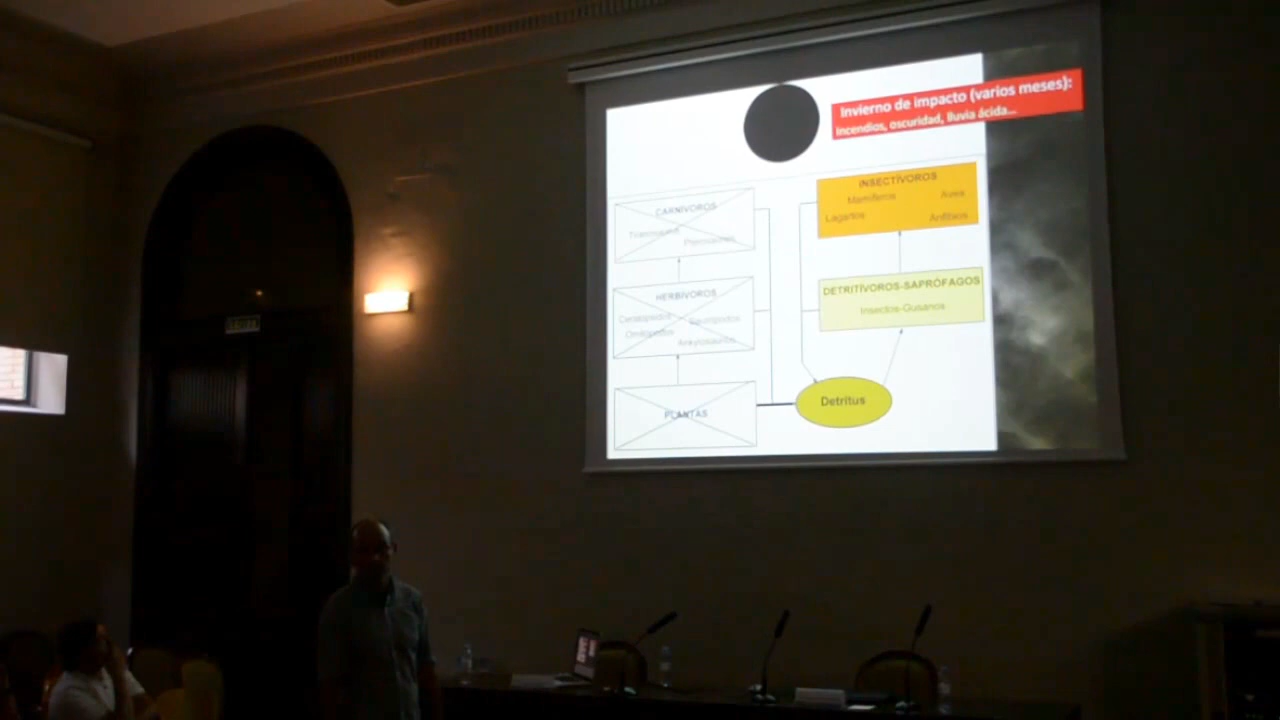 Invierno de impacto (varios meses):
Incendios, oscuridad, lluvia ácida...
CARNÍVOROS
INSECTÍVOROS
Mamíferos Aves
Lagartos Anfibios
HERBÍVOROS
Ankylosaurios
DETRITÍVOROS-SAPRÓFAGOS
Insectos-Gusanos
PLANTAS
Detritus